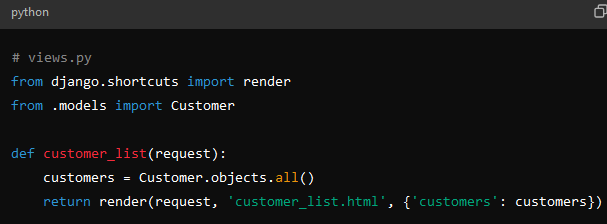 python
# views.py
from django.shortcuts import render
from .models import Customer
def customer_list(request):
customers = Customer.objects.all()
return render(request, 'customer_list.html', {'customers': customers})